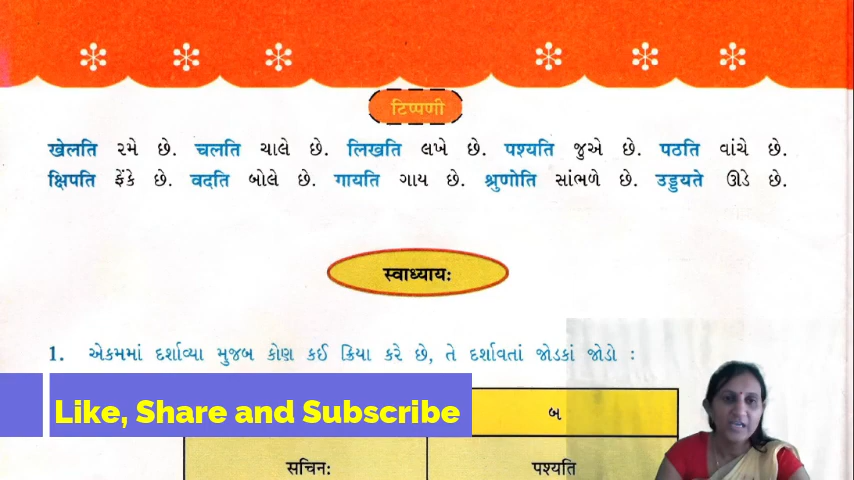 टिप्पणी
खेलति રમે છે. चलति ચાલે છે. लिखति લખે છે. पश्यति જુએ છે. पठति વાંચે છે.
क्षिपति ફેંકે છે. वदति બોલે છે. गायति ગાય છે. श्रुणोति સાંભળે છે. उड्डयते ઊડે છે.
स्वाध्यायः
1. એકમમાં દર્શાવ્યા મુજબ કોણ કઈ ક્રિયા કરે છે, તે દર્શાવતાં જોડકાં જોડો :
Like, Share and Subscribe
બ
सचिनः पश्यति